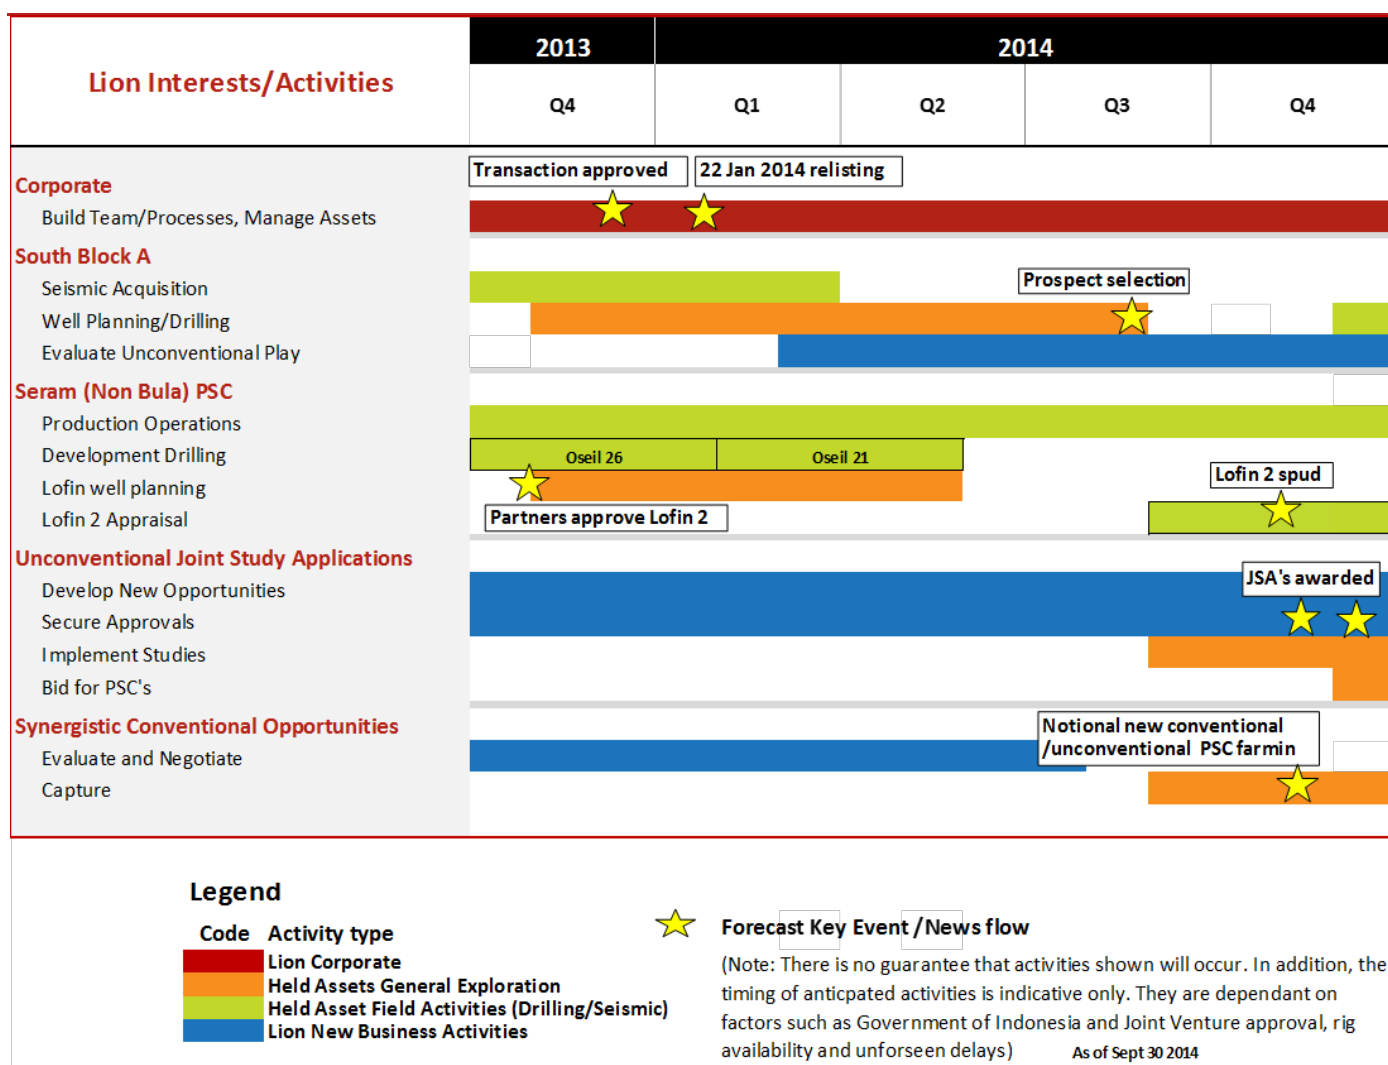 2013 2014
Lion Interests/Activities
Q4 Q1 Q2 Q3 Q4
Transaction approved 22 Jan 2014 relisting
Corporate
Build Team/Processes, Manage Assets
South Block A
Prospect selection
Seismic Acquisition
Well Planning/Drilling
Evaluate Unconventional Play
Seram (Non Bula) PSC
Production Operations
Development Drilling Oseil 26 Oseil 21
Lofin 2 spud
Lofin well planning
Partners approve Lofin 2
Lofin 2 Appraisal
Unconventional Joint Study Applications
JSA's awarded
Develop New Opportunities
Secure Approvals
Implement Studies
Bid for PSC's
Synergistic Conventional Opportunities
Notional new conventional
/unconventional PSC farmin
Evaluate and Negotiate
Capture
Legend
Code Activity type
Lion Corporate
Held Assets General Exploration
Held Asset Field Activities (Drilling/Seismic)
Lion New Business Activities
Forecast Key Event /News flow
(Note: There is no guarantee that activities shown will occur. In addition, the
timing of anticpated activities is indicative only. They are dependant on
factors such as Government of Indonesia and Joint Venture approval, rig
availability and unforseen delays) As of Sept 30 2014